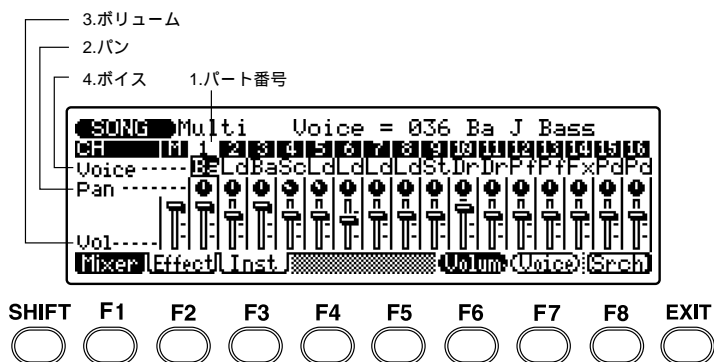 3.ボリューム
2.パン
4.ボイス 1.パート番号
SONG Multi Voice = 036 Ba J Bass
CH M 1 2 3 4 5 6 7 8 9 10 11 12 13 14 15 16
Voice ----- Ba Ld Ba Sc Ld Ld Ld Ld St Dr Dr Pf Pf Fx Pd Pd
Pan -----
Vol-----
Mixer Effect Inst Volum Voice Srch
SHIFT F1 F2 F3 F4 F5 F6 F7 F8 EXIT